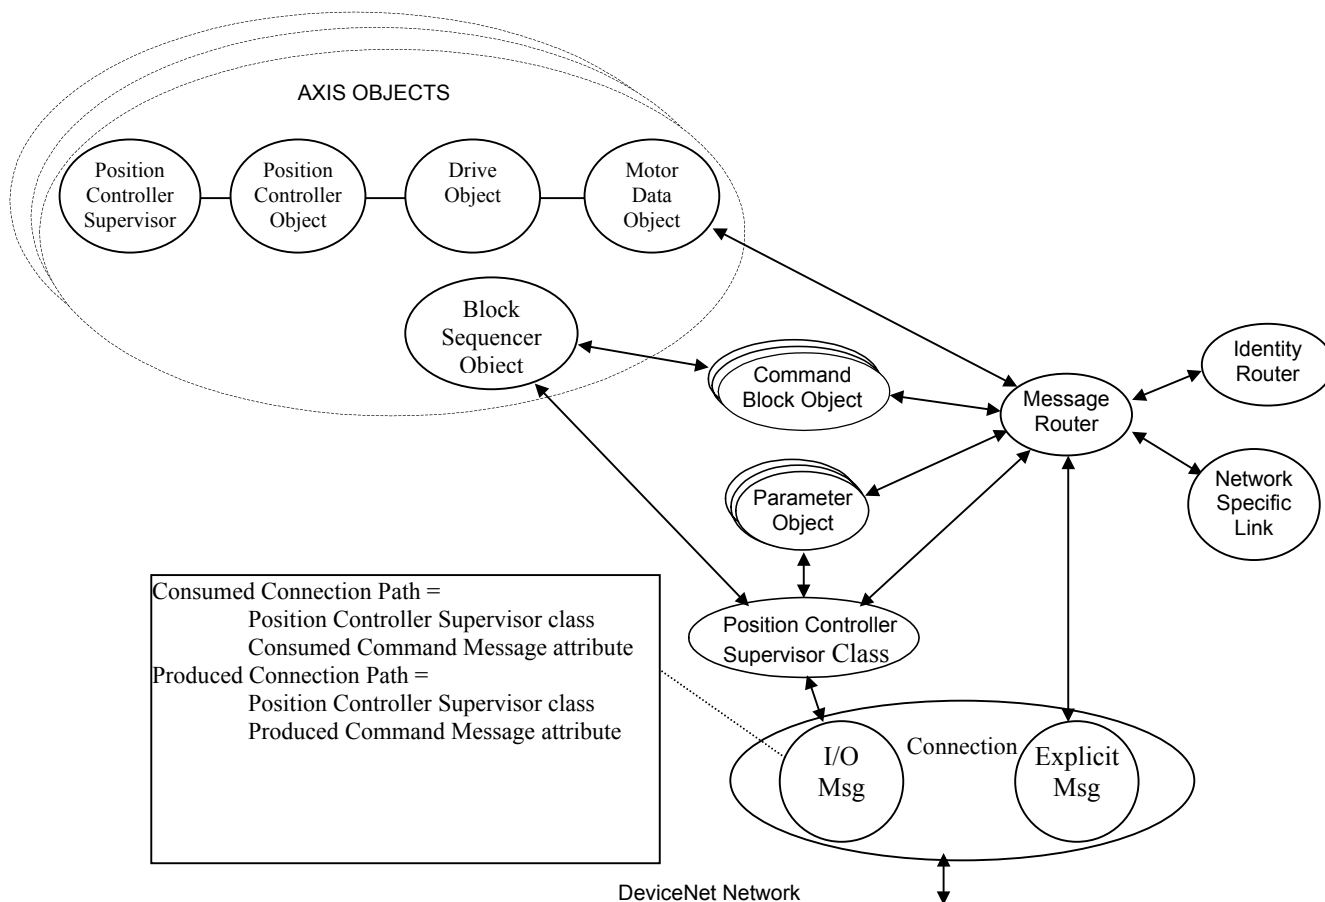 AXIS OBJECTS
Position
Controller
Supervisor
Position
Controller
Object
Drive
Object
Motor
Data
Object
Block
Sequencer
Object
Command
Block Object
Message
Router
Identity
Router
Parameter
Object
Network
Specific
Link
Consumed Connection Path =
Position Controller Supervisor class
Consumed Command Message attribute
Produced Connection Path =
Position Controller Supervisor class
Produced Command Message attribute
Position Controller
Supervisor Class
I/O
Msg
Connection
Explicit
Msg
DeviceNet Network